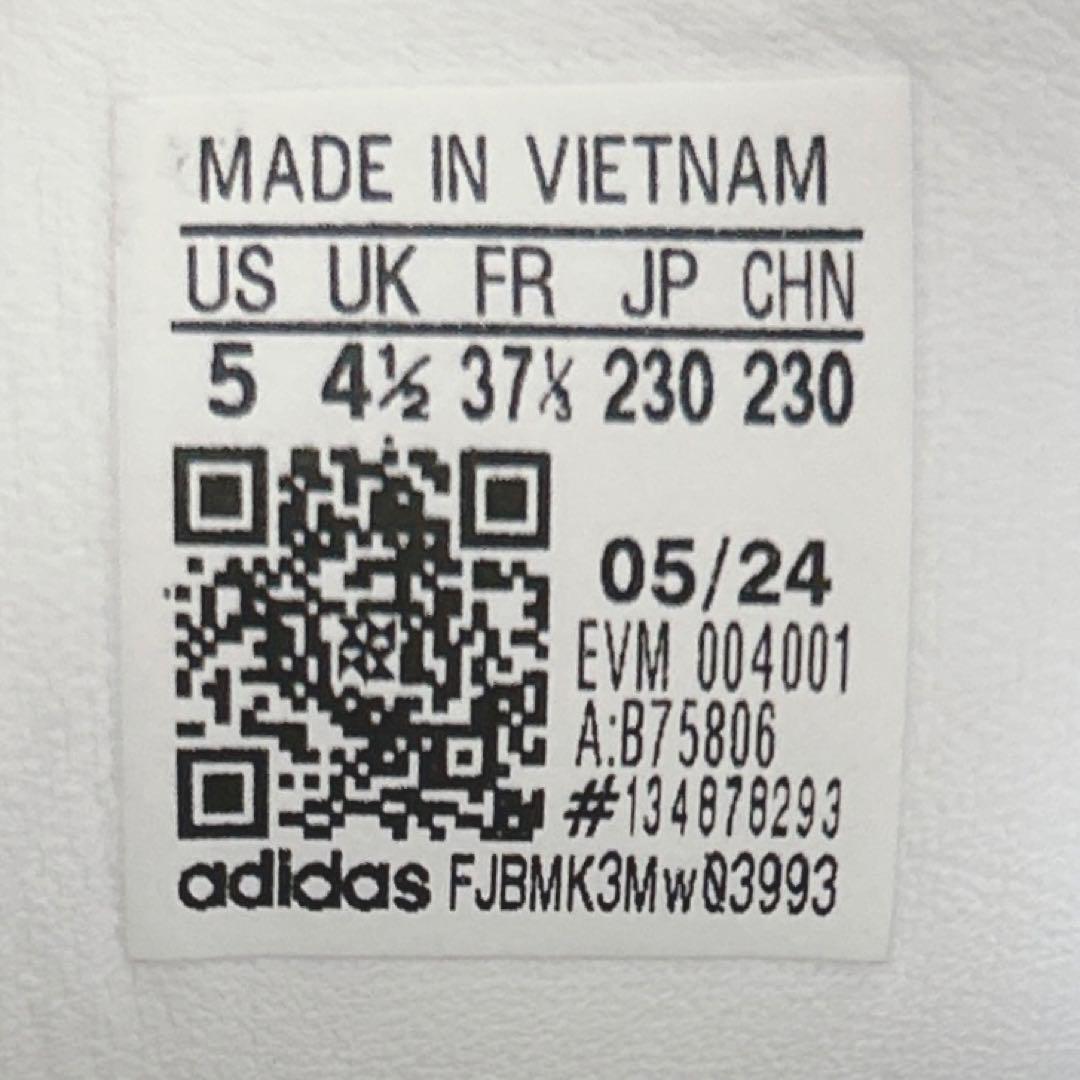 MADE IN VIETNAM
US UK FR JP CHN
5 4½ 37⅓ 230 230
05/24
EVM 004001
A:B75806
#134878293
adidas FJBMK3MwQ3993